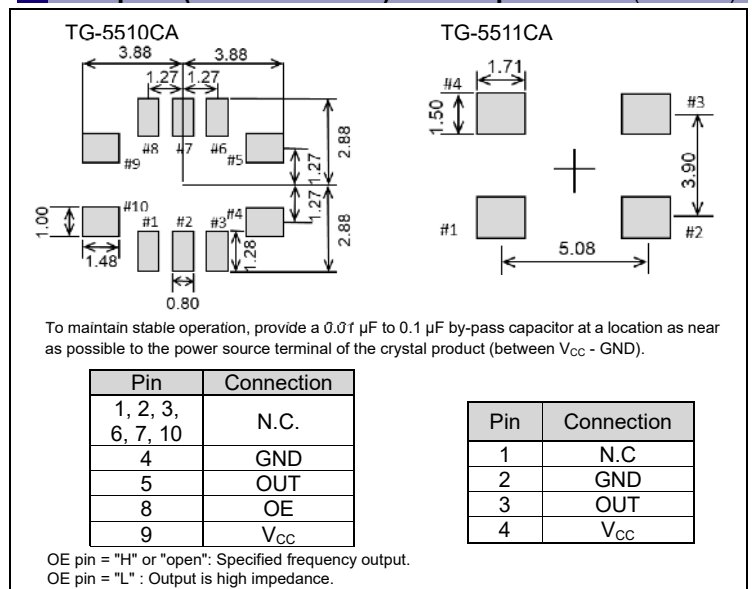 TG-5510CA
3.88
3.88
1.27
1.27
#8
#7
#6
#9
#5
2.88
1.27
1.27
2.88
1.00
#10
1.48
#1
#2
#3
#4
1.28
0.80
TG-5511CA
1.71
#4
1.50
#3
3.90
#1
#2
5.08
To maintain stable operation, provide a 0.01 µF to 0.1 µF by-pass capacitor at a location as near
as possible to the power source terminal of the crystal product (between VCC - GND).
Pin Connection
1, 2, 3,
6, 7, 10 N.C.
4 GND
5 OUT
8 OE
9 VCC
Pin Connection
1 N.C
2 GND
3 OUT
4 VCC
OE pin = "H" or "open": Specified frequency output.
OE pin = "L" : Output is high impedance.